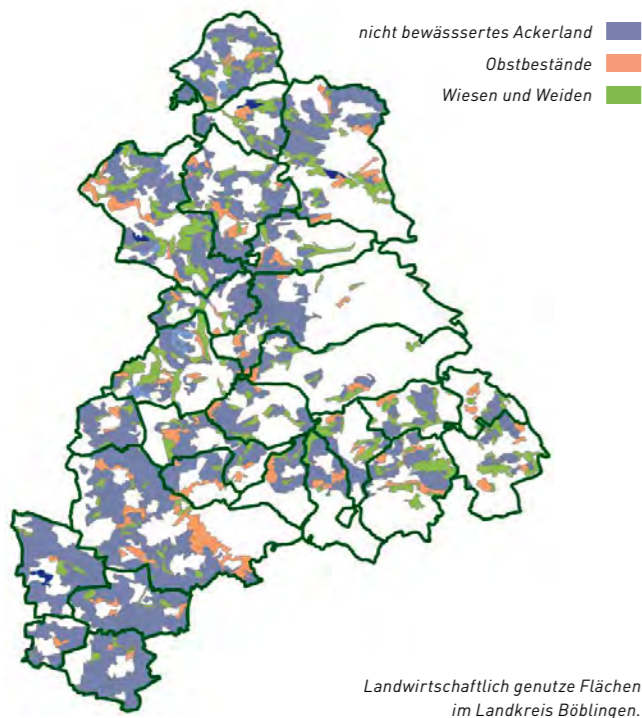 nicht bewässsertes Ackerland
Obstbestände
Wiesen und Weiden
Landwirtschaftlich genutze Flächen
im Landkreis Böblingen.